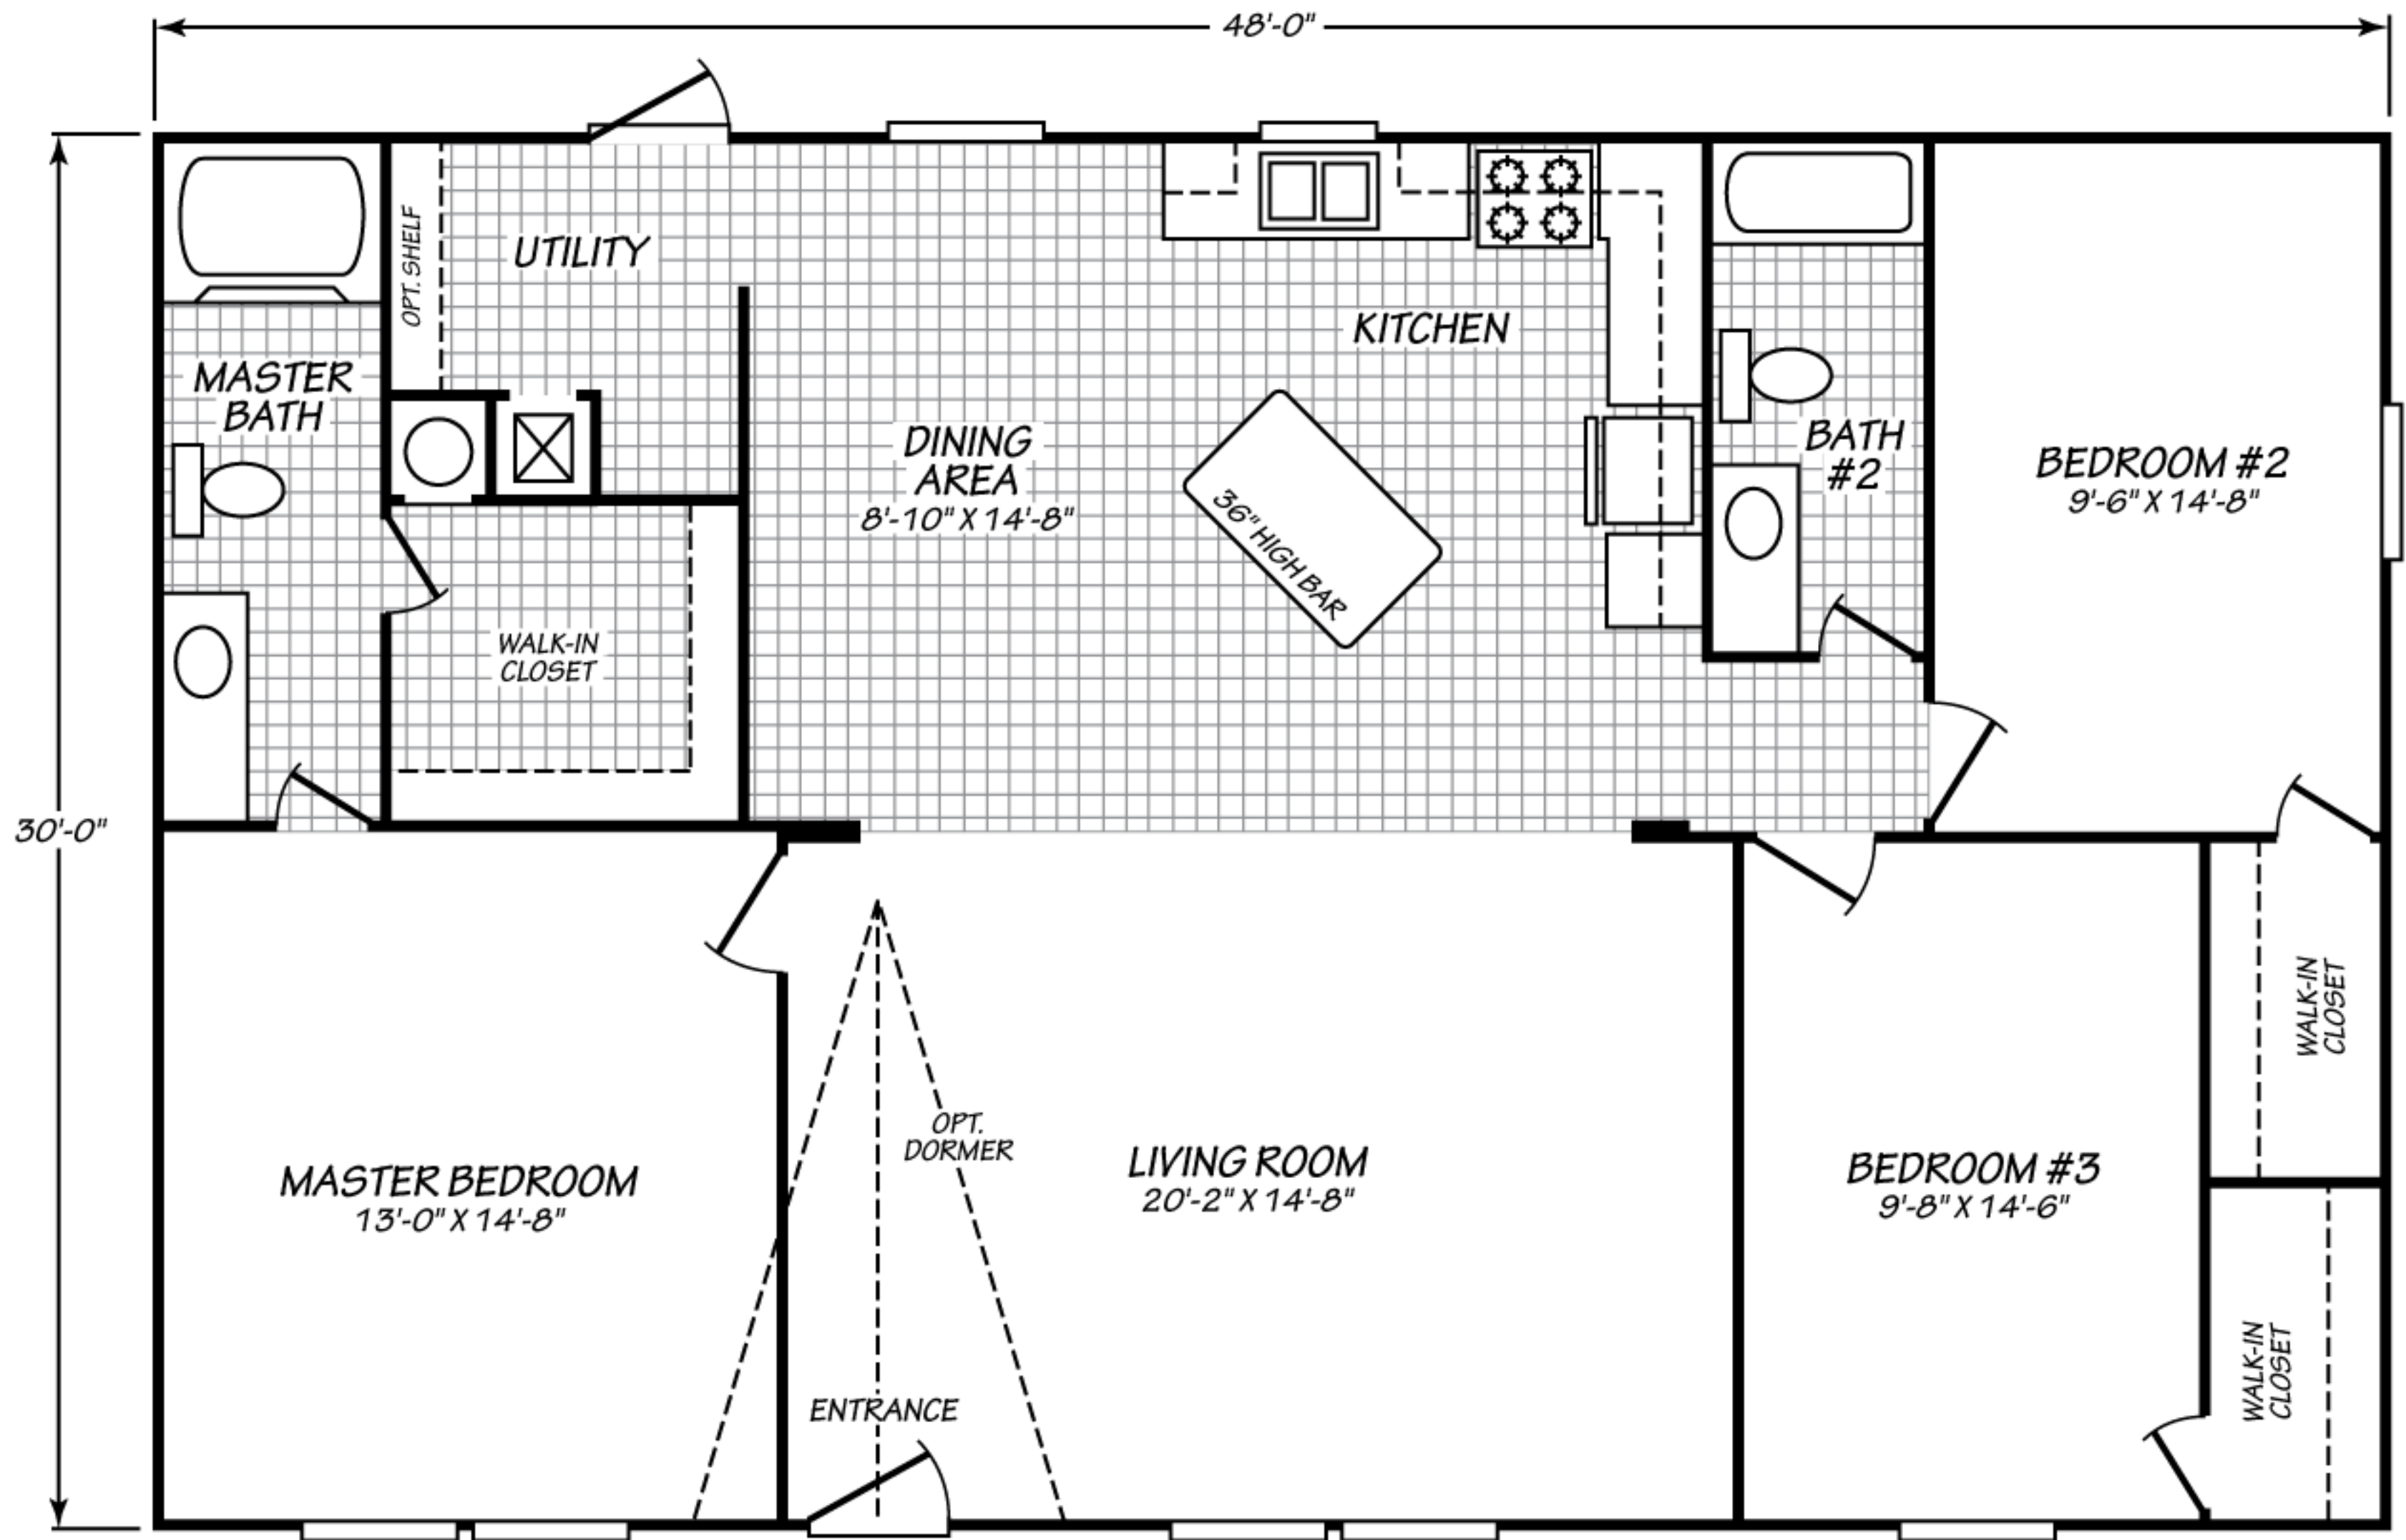 48'-0"
30'-0"
OPT. SHELF
UTILITY
MASTER
BATH
WALK-IN
CLOSET
DINING
AREA
8'-10" X 14'-8"
KITCHEN
36" HIGH BAR
BATH
#2
BEDROOM #2
9'-6" X 14'-8"
MASTER BEDROOM
13'-0" X 14'-8"
OPT.
DORMER
ENTRANCE
LIVING ROOM
20'-2" X 14'-8"
BEDROOM #3
9'-8" X 14'-6"
WALK-IN
CLOSET
WALK-IN
CLOSET